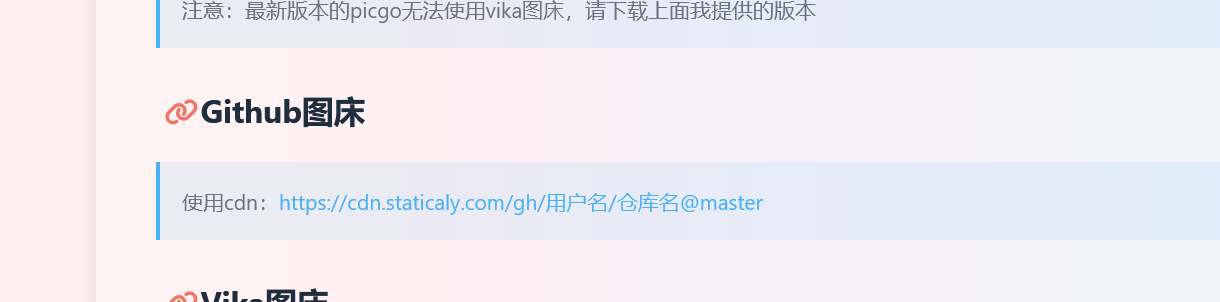 注意：最新版本的picgo无法使用vika图床，请下载上面我提供的版本
Github图床
使用cdn：https://cdn.staticaly.com/gh/用户名/仓库名@master
Vika图床